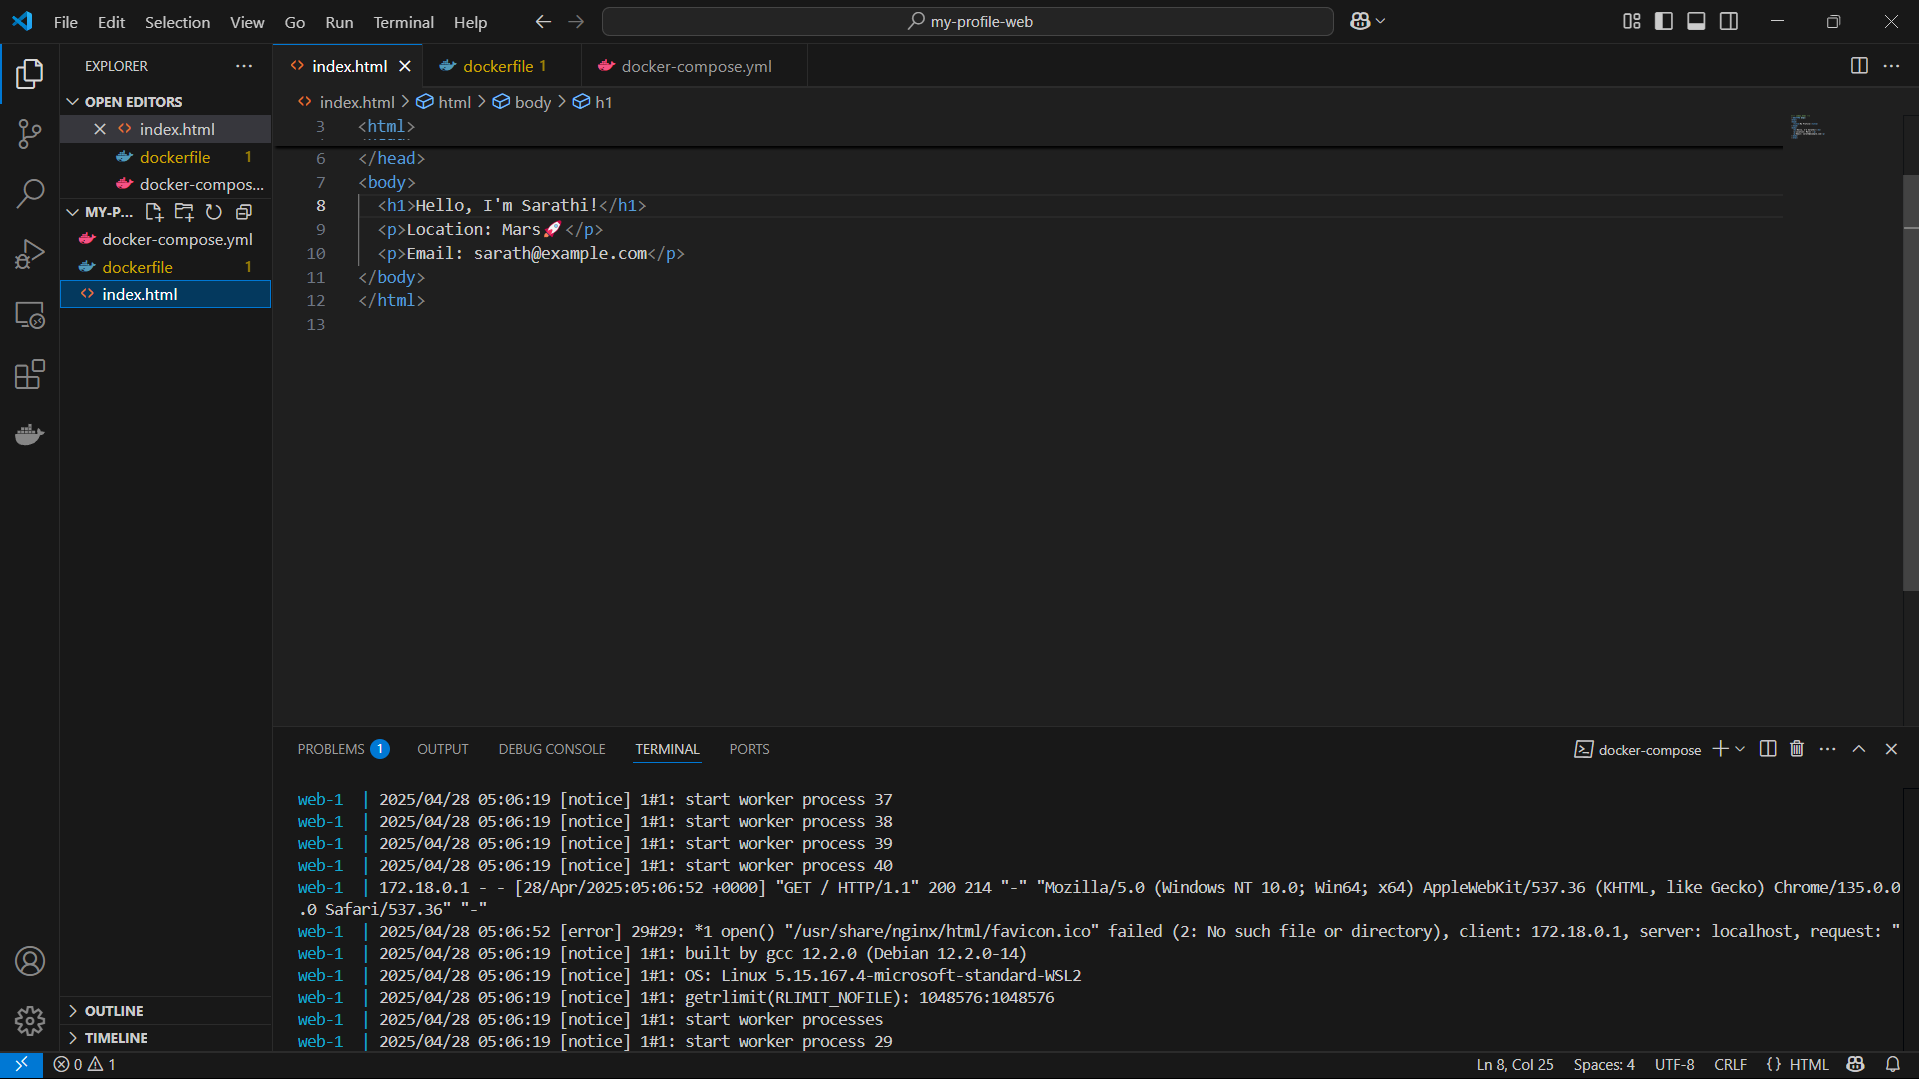 File Edit Selection View Go Run Terminal Help
my-profile-web
EXPLORER
OPEN EDITORS
index.html
dockerfile 1
docker-compos...
MY-P...
docker-compose.yml
dockerfile 1
index.html
OUTLINE
TIMELINE
index.html dockerfile 1 docker-compose.yml
index.html > html > body > h1
3 <html>
6 </head>
7 <body>
8 <h1>Hello, I'm Sarathi!</h1>
9 <p>Location: Mars🚀</p>
10 <p>Email: sarath@example.com</p>
11 </body>
12 </html>
13
PROBLEMS 1 OUTPUT DEBUG CONSOLE TERMINAL PORTS
docker-compose
web-1 | 2025/04/28 05:06:19 [notice] 1#1: start worker process 37
web-1 | 2025/04/28 05:06:19 [notice] 1#1: start worker process 38
web-1 | 2025/04/28 05:06:19 [notice] 1#1: start worker process 39
web-1 | 2025/04/28 05:06:19 [notice] 1#1: start worker process 40
web-1 | 172.18.0.1 - - [28/Apr/2025:05:06:52 +0000] "GET / HTTP/1.1" 200 214 "-" "Mozilla/5.0 (Windows NT 10.0; Win64; x64) AppleWebKit/537.36 (KHTML, like Gecko) Chrome/135.0.0
.0 Safari/537.36" "-"
web-1 | 2025/04/28 05:06:52 [error] 29#29: *1 open() "/usr/share/nginx/html/favicon.ico" failed (2: No such file or directory), client: 172.18.0.1, server: localhost, request: "
web-1 | 2025/04/28 05:06:19 [notice] 1#1: built by gcc 12.2.0 (Debian 12.2.0-14)
web-1 | 2025/04/28 05:06:19 [notice] 1#1: OS: Linux 5.15.167.4-microsoft-standard-WSL2
web-1 | 2025/04/28 05:06:19 [notice] 1#1: getrlimit(RLIMIT_NOFILE): 1048576:1048576
web-1 | 2025/04/28 05:06:19 [notice] 1#1: start worker processes
web-1 | 2025/04/28 05:06:19 [notice] 1#1: start worker process 29
0 1
Ln 8, Col 25 Spaces: 4 UTF-8 CRLF {} HTML